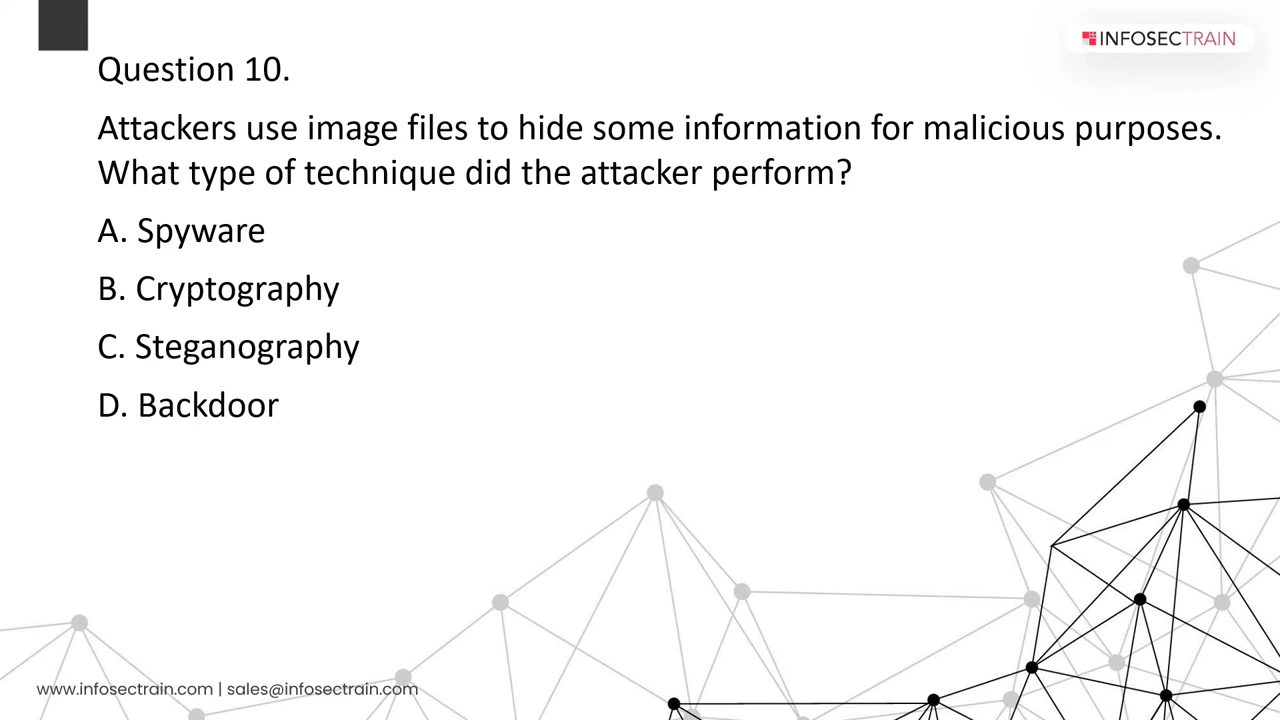 INFOSECTRAIN
Question 10.
Attackers use image files to hide some information for malicious purposes.
What type of technique did the attacker perform?
A. Spyware
B. Cryptography
C. Steganography
D. Backdoor
www.infosectrain.com | sales@infosectrain.com